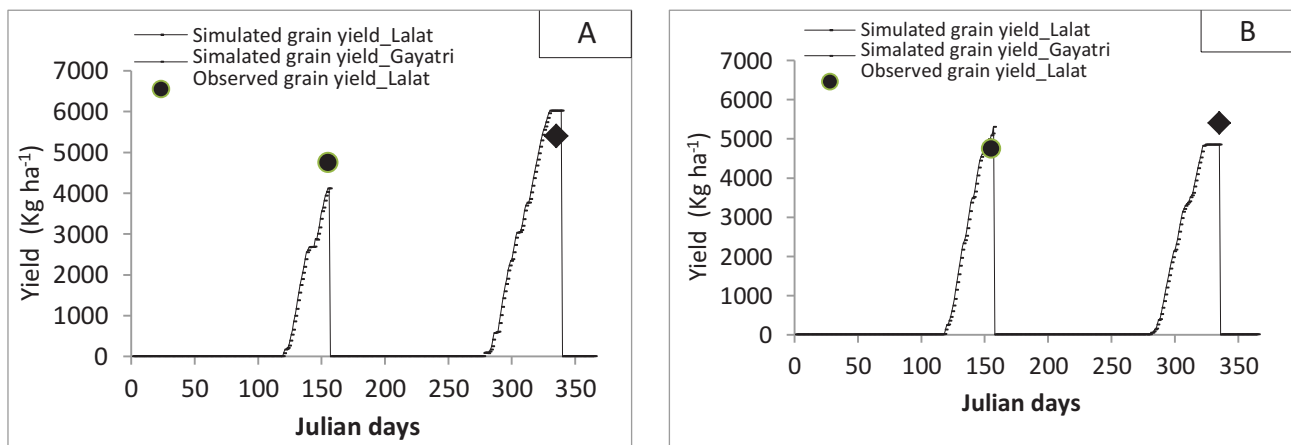 A
Simulated grain yield_Lalat
Simalated grain yield_Gayatri
Observed grain yield_Lalat
7000
6000
5000
4000
3000
2000
1000
0
Yield (Kg ha-1)
0 50 100 150 200 250 300 350
Julian days
B
Simulated grain yield_Lalat
Simalated grain yield_Gayatri
Observed grain yield_Lalat
7000
6000
5000
4000
3000
2000
1000
0
Yield (Kg ha-1)
0 50 100 150 200 250 300 350
Julian days